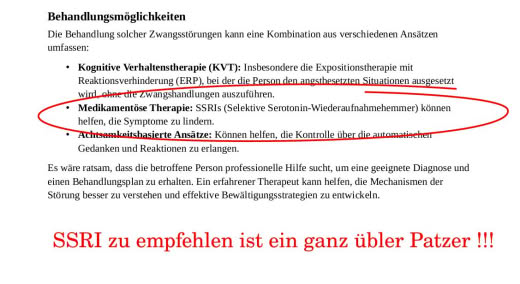 Behandlungsmöglichkeiten
Die Behandlung solcher Zwangsstörungen kann eine Kombination aus verschiedenen Ansätzen
umfassen:
• Kognitive Verhaltenstherapie (KVT): Insbesondere die Expositionstherapie mit
Reaktionsverhinderung (ERP), bei der die Person den angstbesetzten Situationen ausgesetzt
wird, ohne die Zwangshandlungen auszuführen.
• Medikamentöse Therapie: SSRIs (Selektive Serotonin-Wiederaufnahmehemmer) können
helfen, die Symptome zu lindern.
• Achtsamkeitsbasierte Ansätze: Können helfen, die Kontrolle über die automatischen
Gedanken und Reaktionen zu erlangen.
Es wäre ratsam, dass die betroffene Person professionelle Hilfe sucht, um eine geeignete Diagnose und
einen Behandlungsplan zu erhalten. Ein erfahrener Therapeut kann helfen, die Mechanismen der
Störung besser zu verstehen und effektive Bewältigungsstrategien zu entwickeln.
SSRI zu empfehlen ist ein ganz übler Patzer !!!